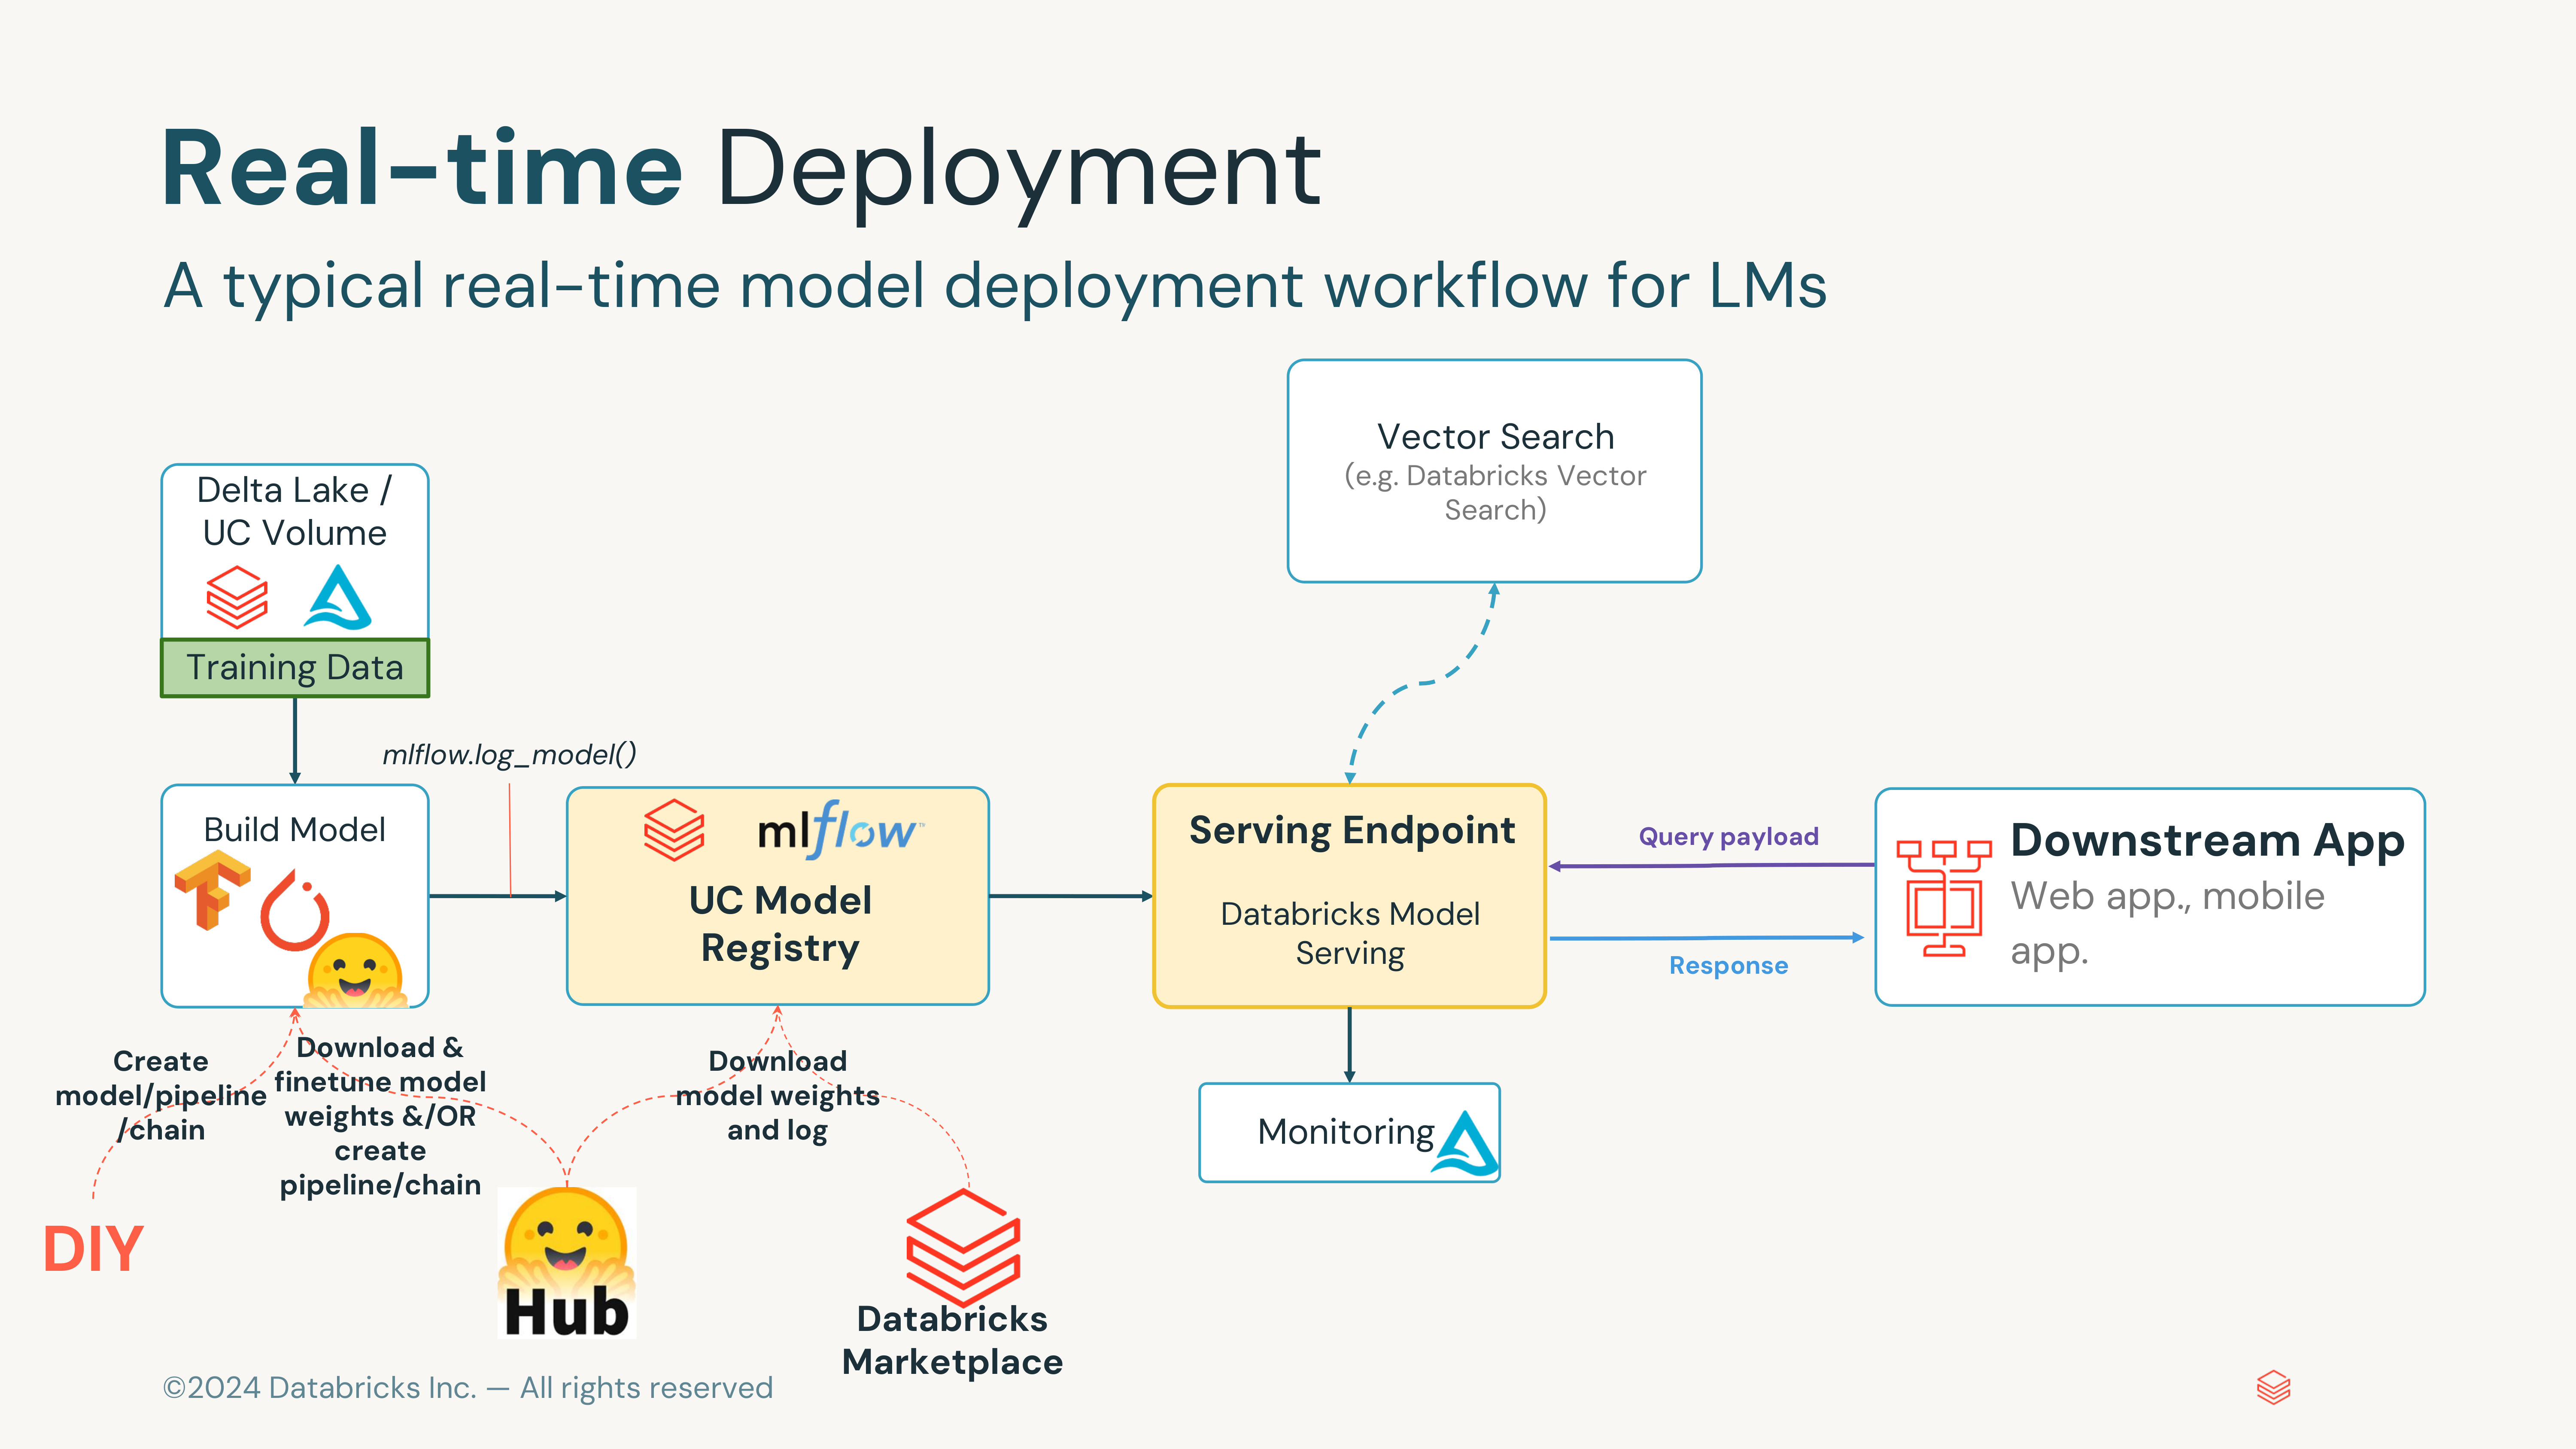 Real-time Deployment
A typical real-time model deployment workflow for LMs
Vector Search
(e.g. Databricks Vector
Search)
Delta Lake /
UC Volume
Training Data
mlflow.log_model()
Build Model
mlflow™
UC Model
Registry
Serving Endpoint
Databricks Model
Serving
Query payload
Response
Downstream App
Web app., mobile
app.
Create
model/pipeline
/chain
Download &
finetune model
weights &/OR
create
pipeline/chain
Download
model weights
and log
Monitoring
DIY
Hub
Databricks
Marketplace
©2024 Databricks Inc. — All rights reserved